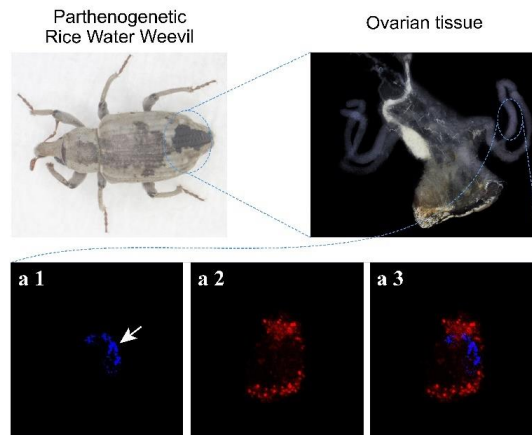 Parthenogenetic
Rice Water Weevil
Ovarian tissue
a 1
a 2
a 3